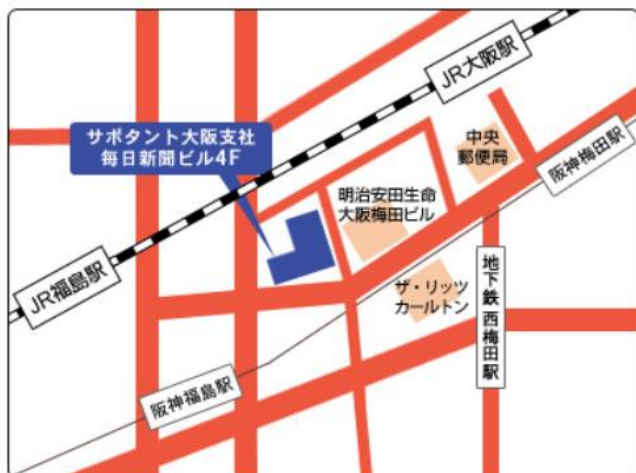 JR大阪駅
サポタント大阪支社
毎日新聞ビル4F
中央
郵便局
阪神梅田駅
明治安田生命
大阪梅田ビル
JR福島駅
ザ・リッツ
カールトン
地下鉄 西梅田駅
阪神福島駅